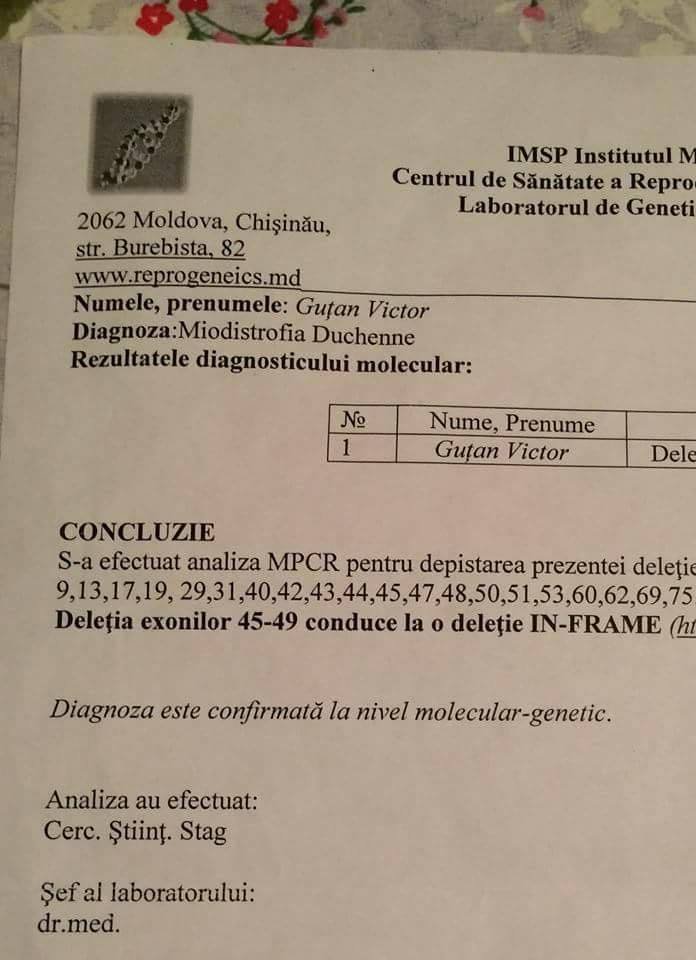 IMSP Institutul M
Centrul de Sănătate a Repro
Laboratorul de Geneti
2062 Moldova, Chişinău,
str. Burebista, 82
www.reprogeneics.md
Numele, prenumele: Guţan Victor
Diagnoza:Miodistrofia Duchenne
Rezultatele diagnosticului molecular:
№ Nume, Prenume
1 Guţan Victor Dele
CONCLUZIE
S-a efectuat analiza MPCR pentru depistarea prezentei deleţie
9,13,17,19, 29,31,40,42,43,44,45,47,48,50,51,53,60,62,69,75
Deleţia exonilor 45-49 conduce la o deleţie IN-FRAME (ht
Diagnoza este confirmată la nivel molecular-genetic.
Analiza au efectuat:
Cerc. Ştiinţ. Stag
Şef al laboratorului:
dr.med.